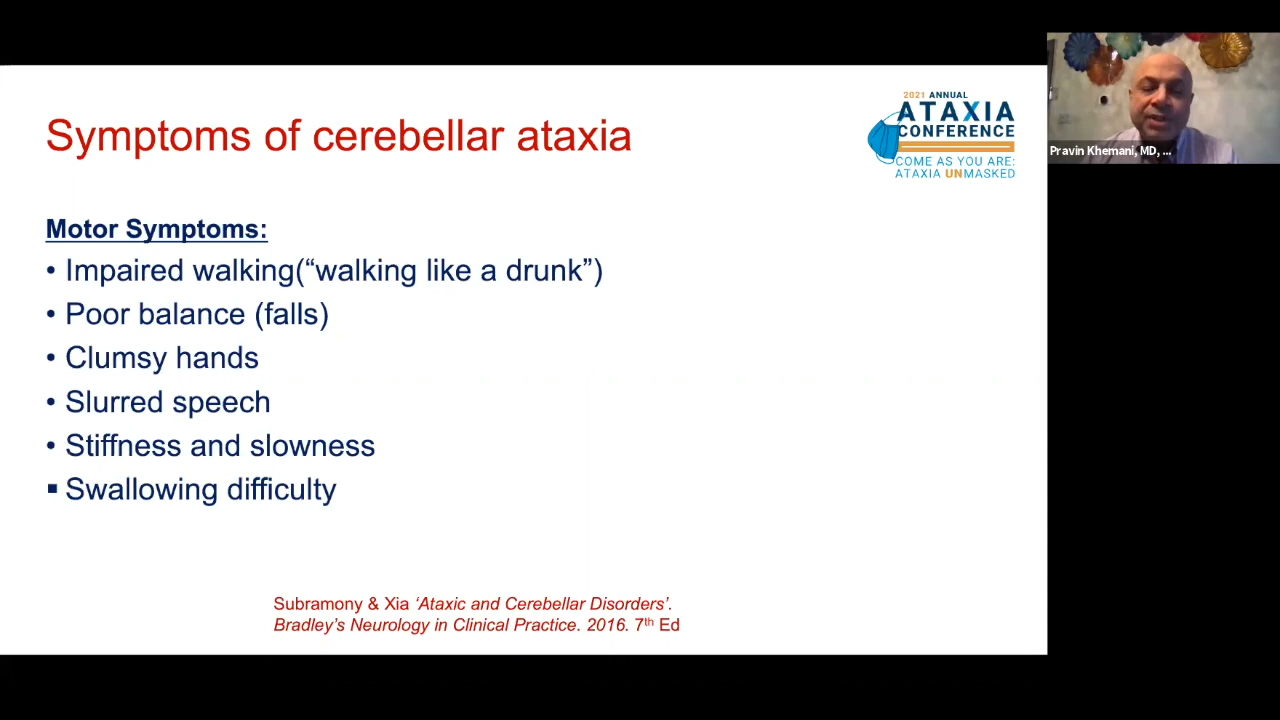 Symptoms of cerebellar ataxia
2021 ANNUAL
ATAXIA
CONFERENCE
COME AS YOU ARE:
ATAXIA UNMASKED
Pravin Khemani, MD, ...
Motor Symptoms:
• Impaired walking(“walking like a drunk”)
• Poor balance (falls)
• Clumsy hands
• Slurred speech
• Stiffness and slowness
▪ Swallowing difficulty
Subramony & Xia ‘Ataxic and Cerebellar Disorders’.
Bradley’s Neurology in Clinical Practice. 2016. 7th Ed